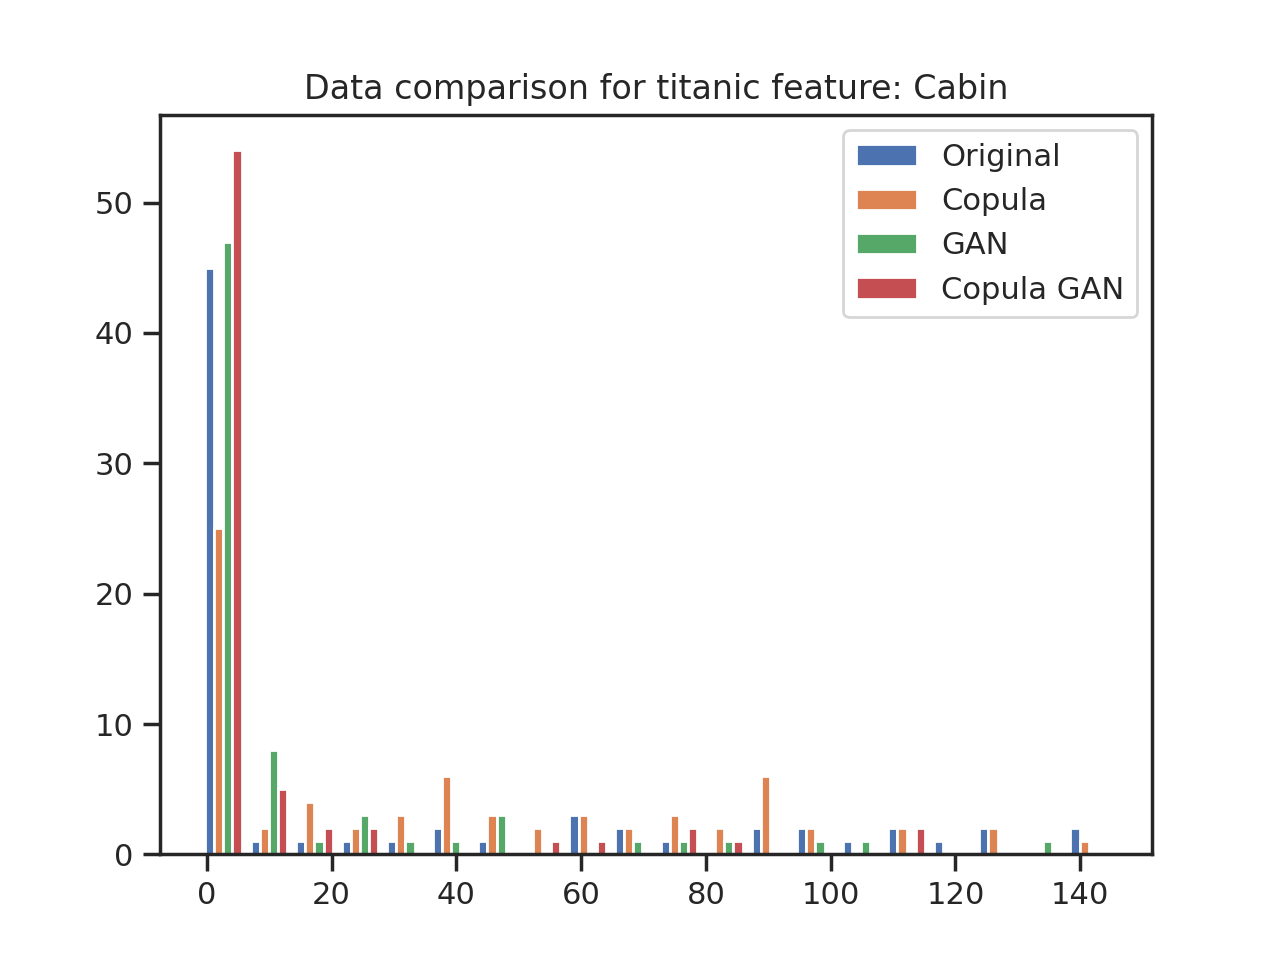 Data comparison for titanic feature: Cabin
Original
Copula
GAN
Copula GAN
50
40
30
20
10
0
0 20 40 60 80 100 120 140